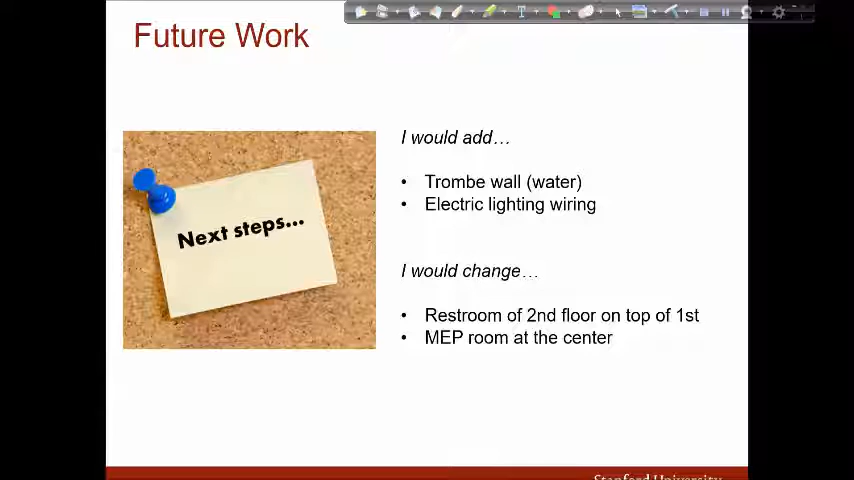 Future Work
I would add…
• Trombe wall (water)
• Electric lighting wiring
Next steps...
I would change…
• Restroom of 2nd floor on top of 1st
• MEP room at the center
Stanford University